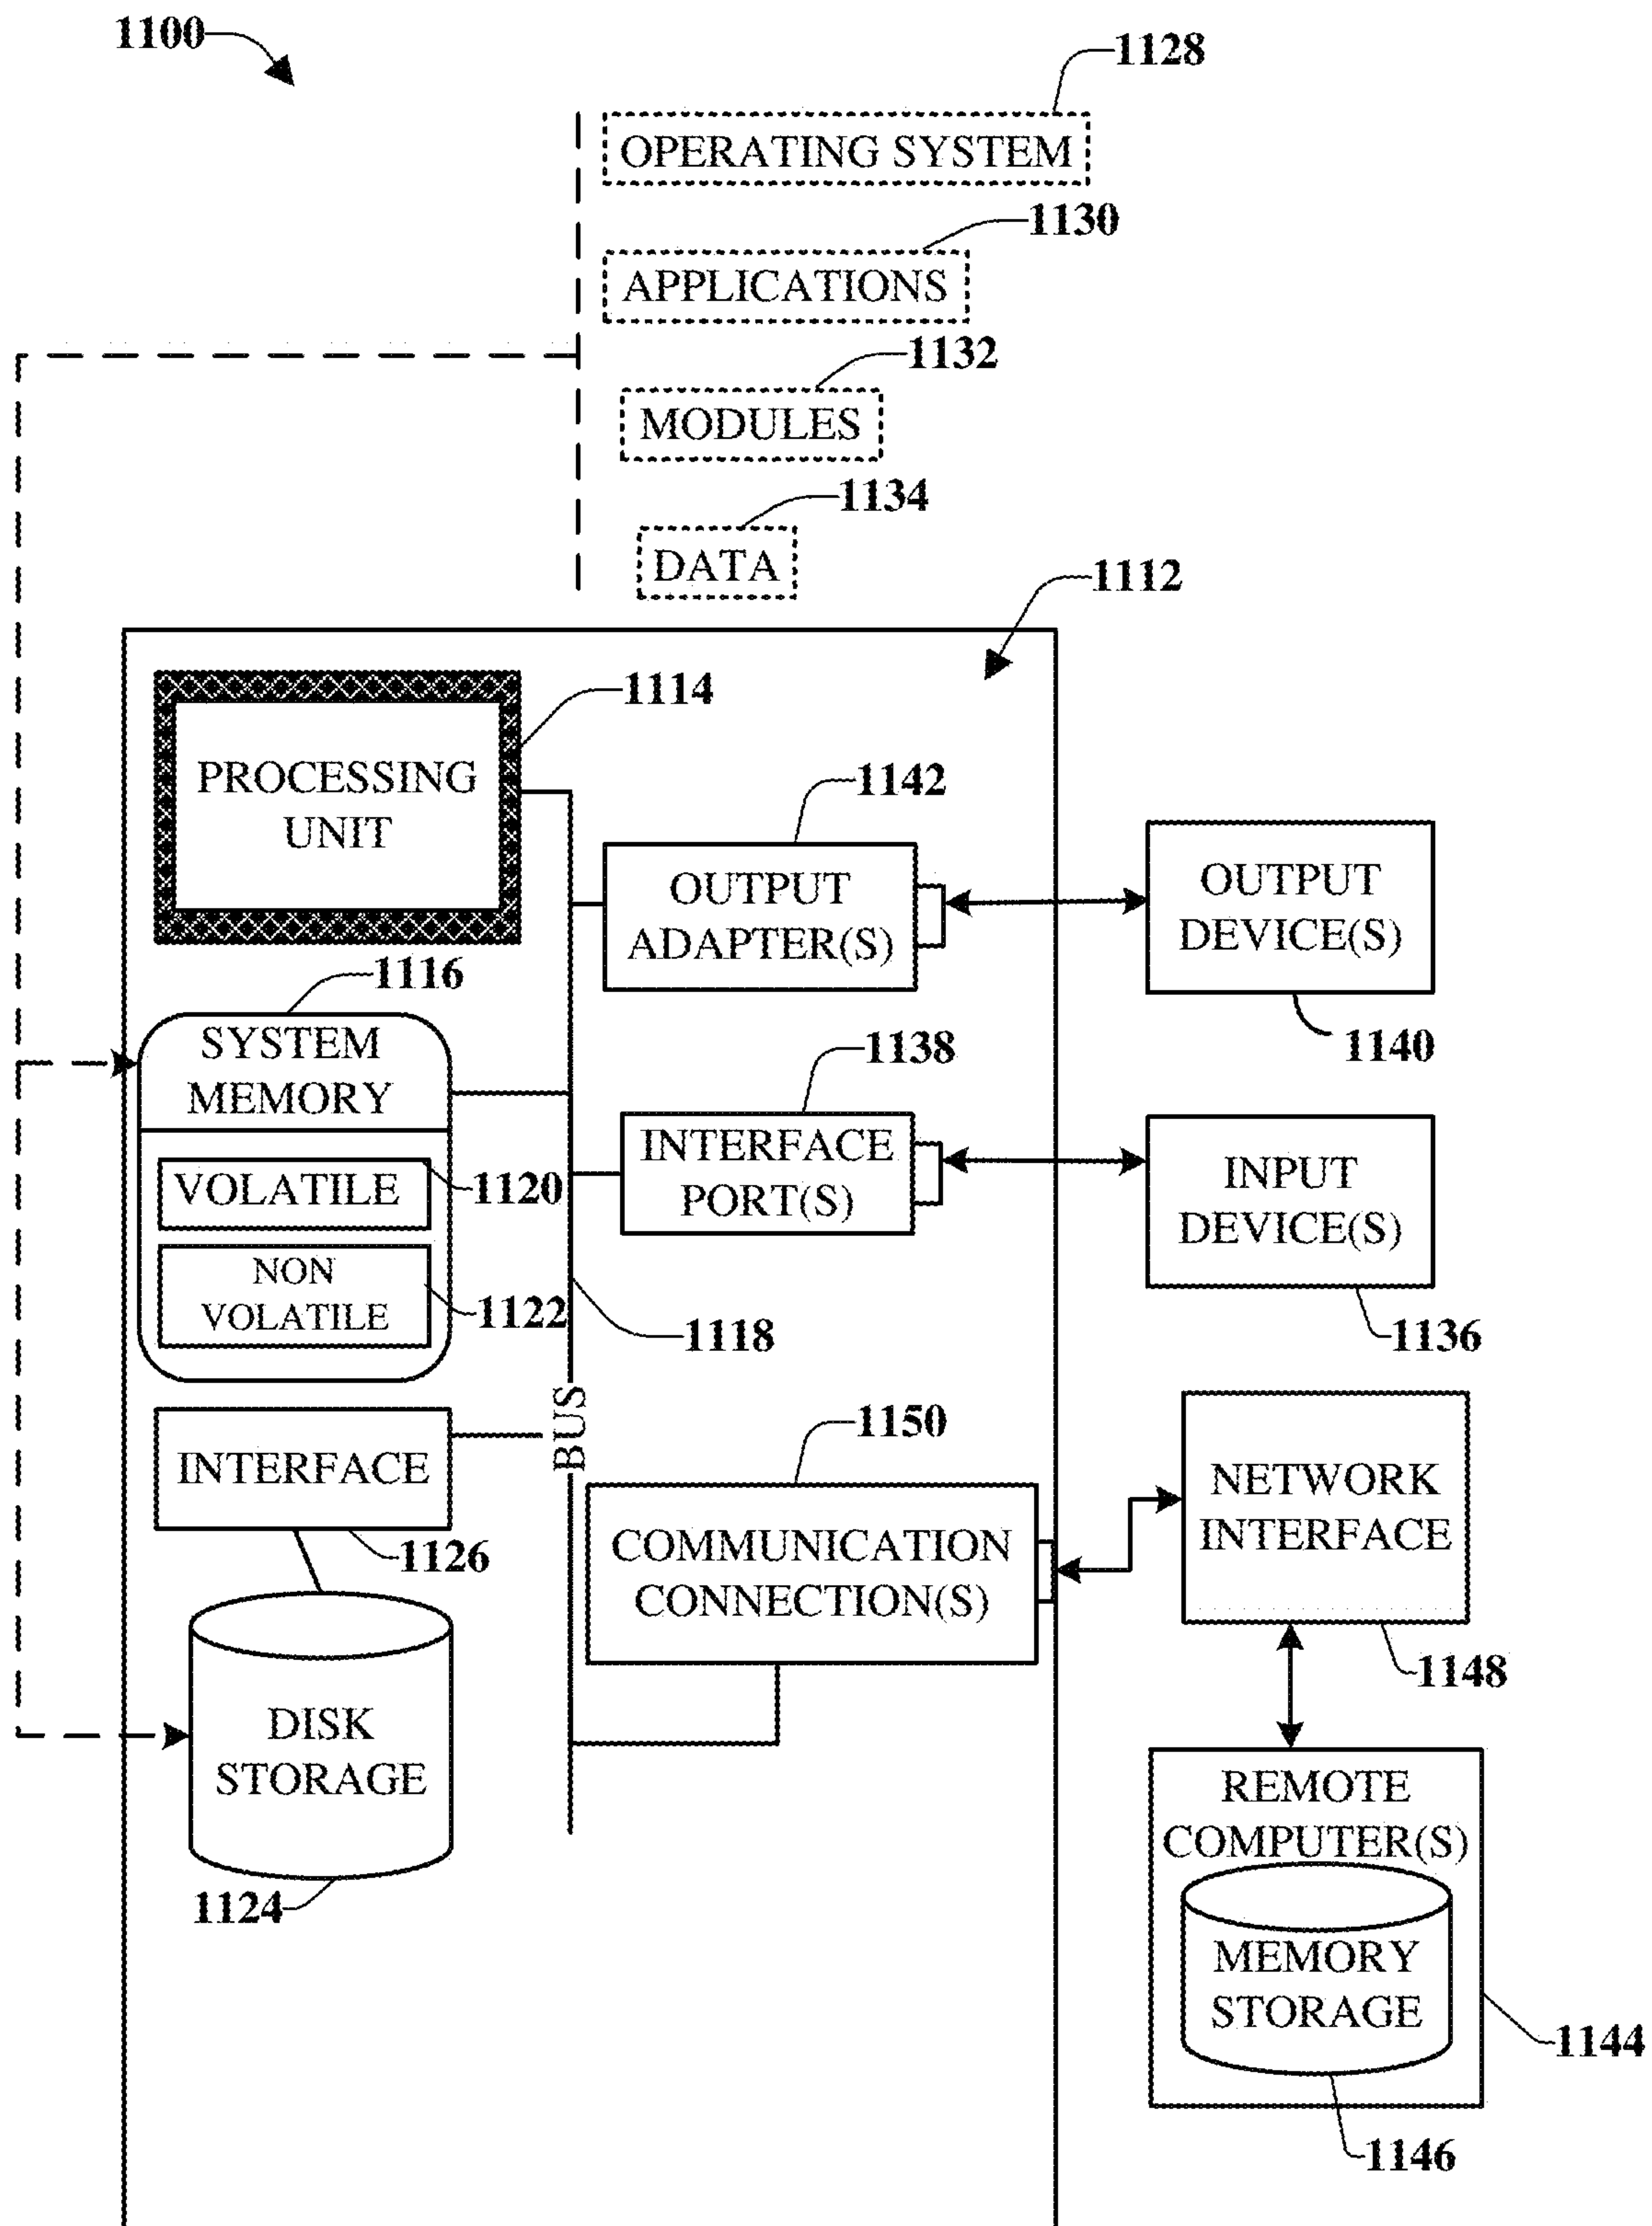 1100
1128
OPERATING SYSTEM
1130
APPLICATIONS
1132
MODULES
1134
DATA
1112
1114
PROCESSING
UNIT
1142
OUTPUT
ADAPTER(S)
OUTPUT
DEVICE(S)
1140
1116
SYSTEM
MEMORY
VOLATILE
1120
NON
VOLATILE
1122
1138
INTERFACE
PORT(S)
INPUT
DEVICE(S)
1136
1118
BUS
INTERFACE
1126
1150
COMMUNICATION
CONNECTION(S)
NETWORK
INTERFACE
1148
DISK
STORAGE
1124
REMOTE
COMPUTER(S)
MEMORY
STORAGE
1144
1146